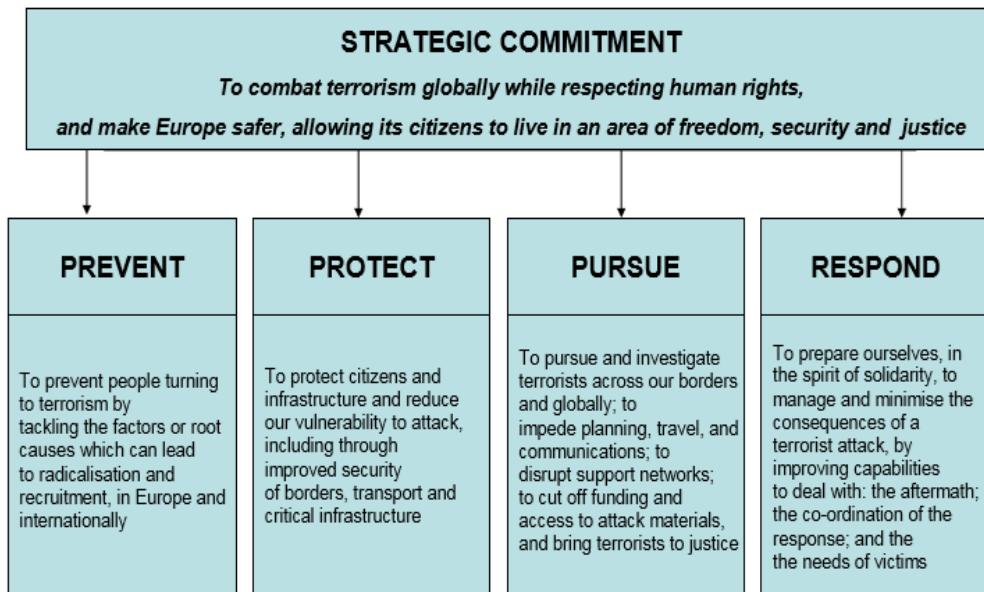 STRATEGIC COMMITMENT
To combat terrorism globally while respecting human rights,
and make Europe safer, allowing its citizens to live in an area of freedom, security and justice
PREVENT
To prevent people turning
to terrorism by
tackling the factors or root
causes which can lead
to radicalisation and
recruitment, in Europe and
internationally
PROTECT
To protect citizens and
infrastructure and reduce
our vulnerability to attack,
including through
improved security
of borders, transport and
critical infrastructure
PURSUE
To pursue and investigate
terrorists across our borders
and globally; to
impede planning, travel, and
communications; to
disrupt support networks;
to cut off funding and
access to attack materials,
and bring terrorists to justice
RESPOND
To prepare ourselves, in
the spirit of solidarity, to
manage and minimise the
consequences of a
terrorist attack, by
improving capabilities
to deal with: the aftermath;
the co-ordination of the
response; and the
the needs of victims